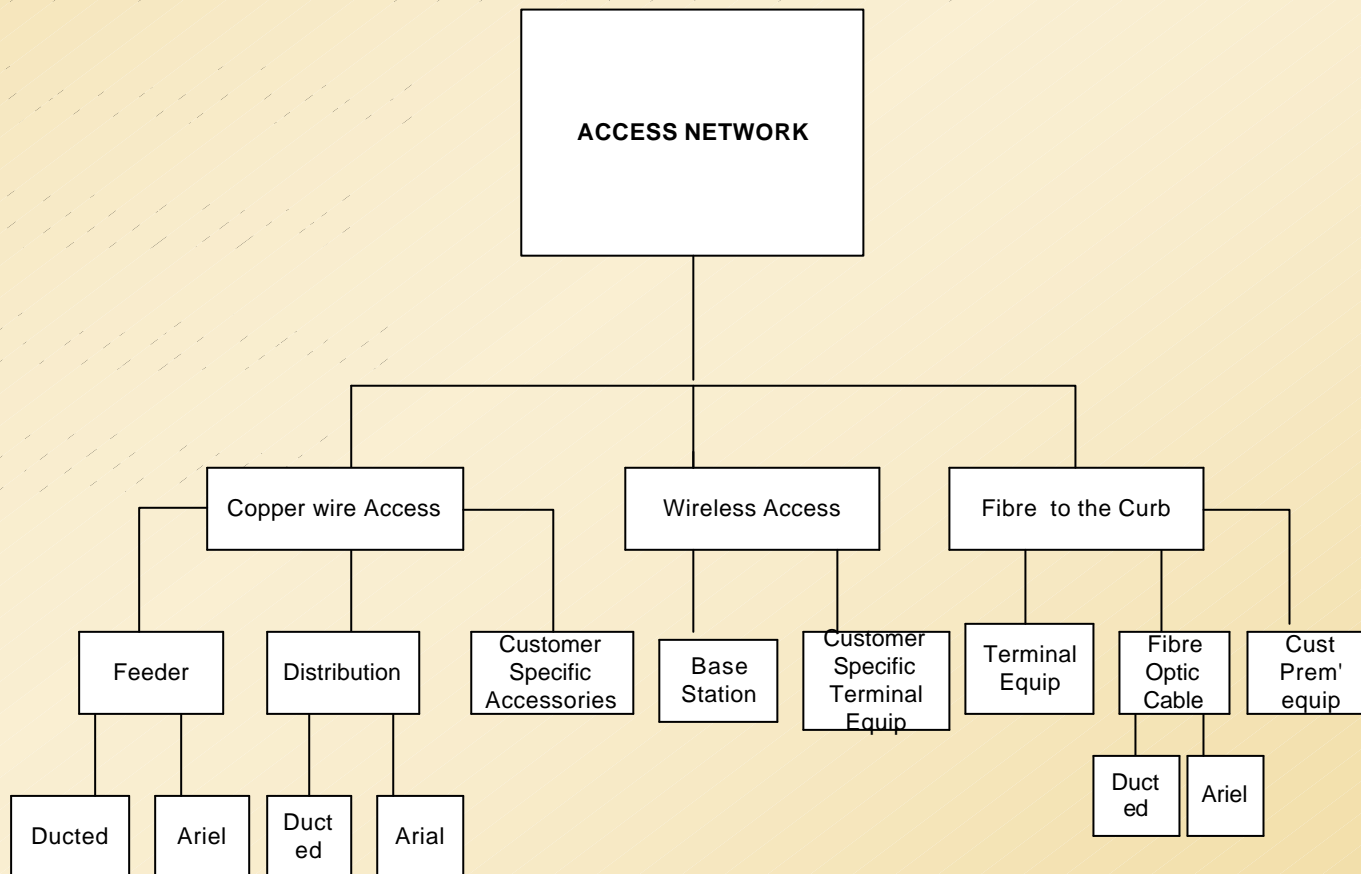 ACCESS NETWORK
Copper wire Access
Wireless Access
Fibre to the Curb
Feeder
Distribution
Customer
Specific
Accessories
Base
Station
Customer
Specific
Terminal
Equip
Terminal
Equip
Fibre
Optic
Cable
Cust
Prem'
equip
Ducted
Ariel
Duct
ed
Arial
Duct
ed
Ariel